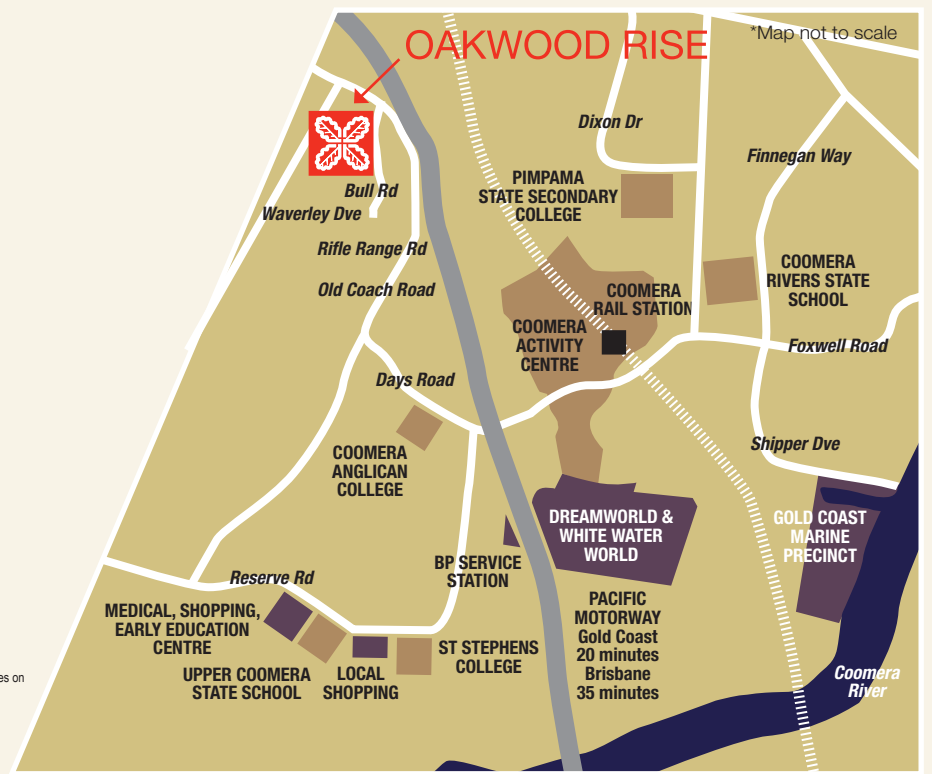 OAKWOOD RISE
*Map not to scale
Dixon Dr
Finnegan Way
PIMPAMA
STATE SECONDARY
COLLEGE
Bull Rd
Waverley Dve
Rifle Range Rd
Old Coach Road
COOMERA
RIVERS STATE
SCHOOL
COOMERA
RAIL STATION
COOMERA
ACTIVITY
CENTRE
Foxwell Road
Days Road
Shipper Dve
COOMERA
ANGLICAN
COLLEGE
DREAMWORLD &
WHITE WATER
WORLD
GOLD COAST
MARINE
PRECINCT
BP SERVICE
STATION
Reserve Rd
MEDICAL, SHOPPING,
EARLY EDUCATION
CENTRE
PACIFIC
MOTORWAY
Gold Coast
20 minutes
Brisbane
35 minutes
ST STEPHENS
COLLEGE
UPPER COOMERA
STATE SCHOOL
LOCAL
SHOPPING
Coomera
River
es on